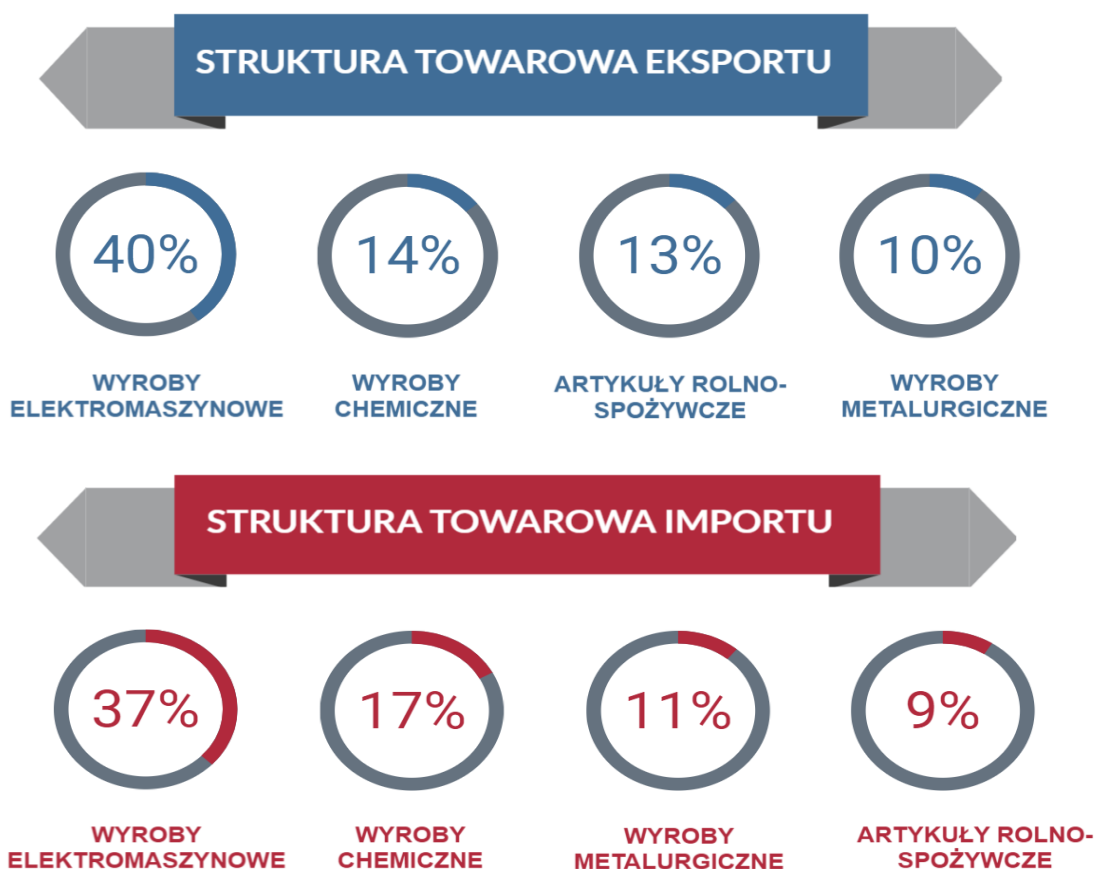 STRUKTURA TOWAROWA EKSPORTU
40%
14%
13%
10%
WYROBY
ELEKTROMASZYNOWE
WYROBY
CHEMICZNE
ARTYKUŁY ROLNO-
SPOŻYWCZE
WYROBY
METALURGICZNE
STRUKTURA TOWAROWA IMPORTU
37%
17%
11%
9%
WYROBY
ELEKTROMASZYNOWE
WYROBY
CHEMICZNE
WYROBY
METALURGICZNE
ARTYKUŁY ROLNO-
SPOŻYWCZE